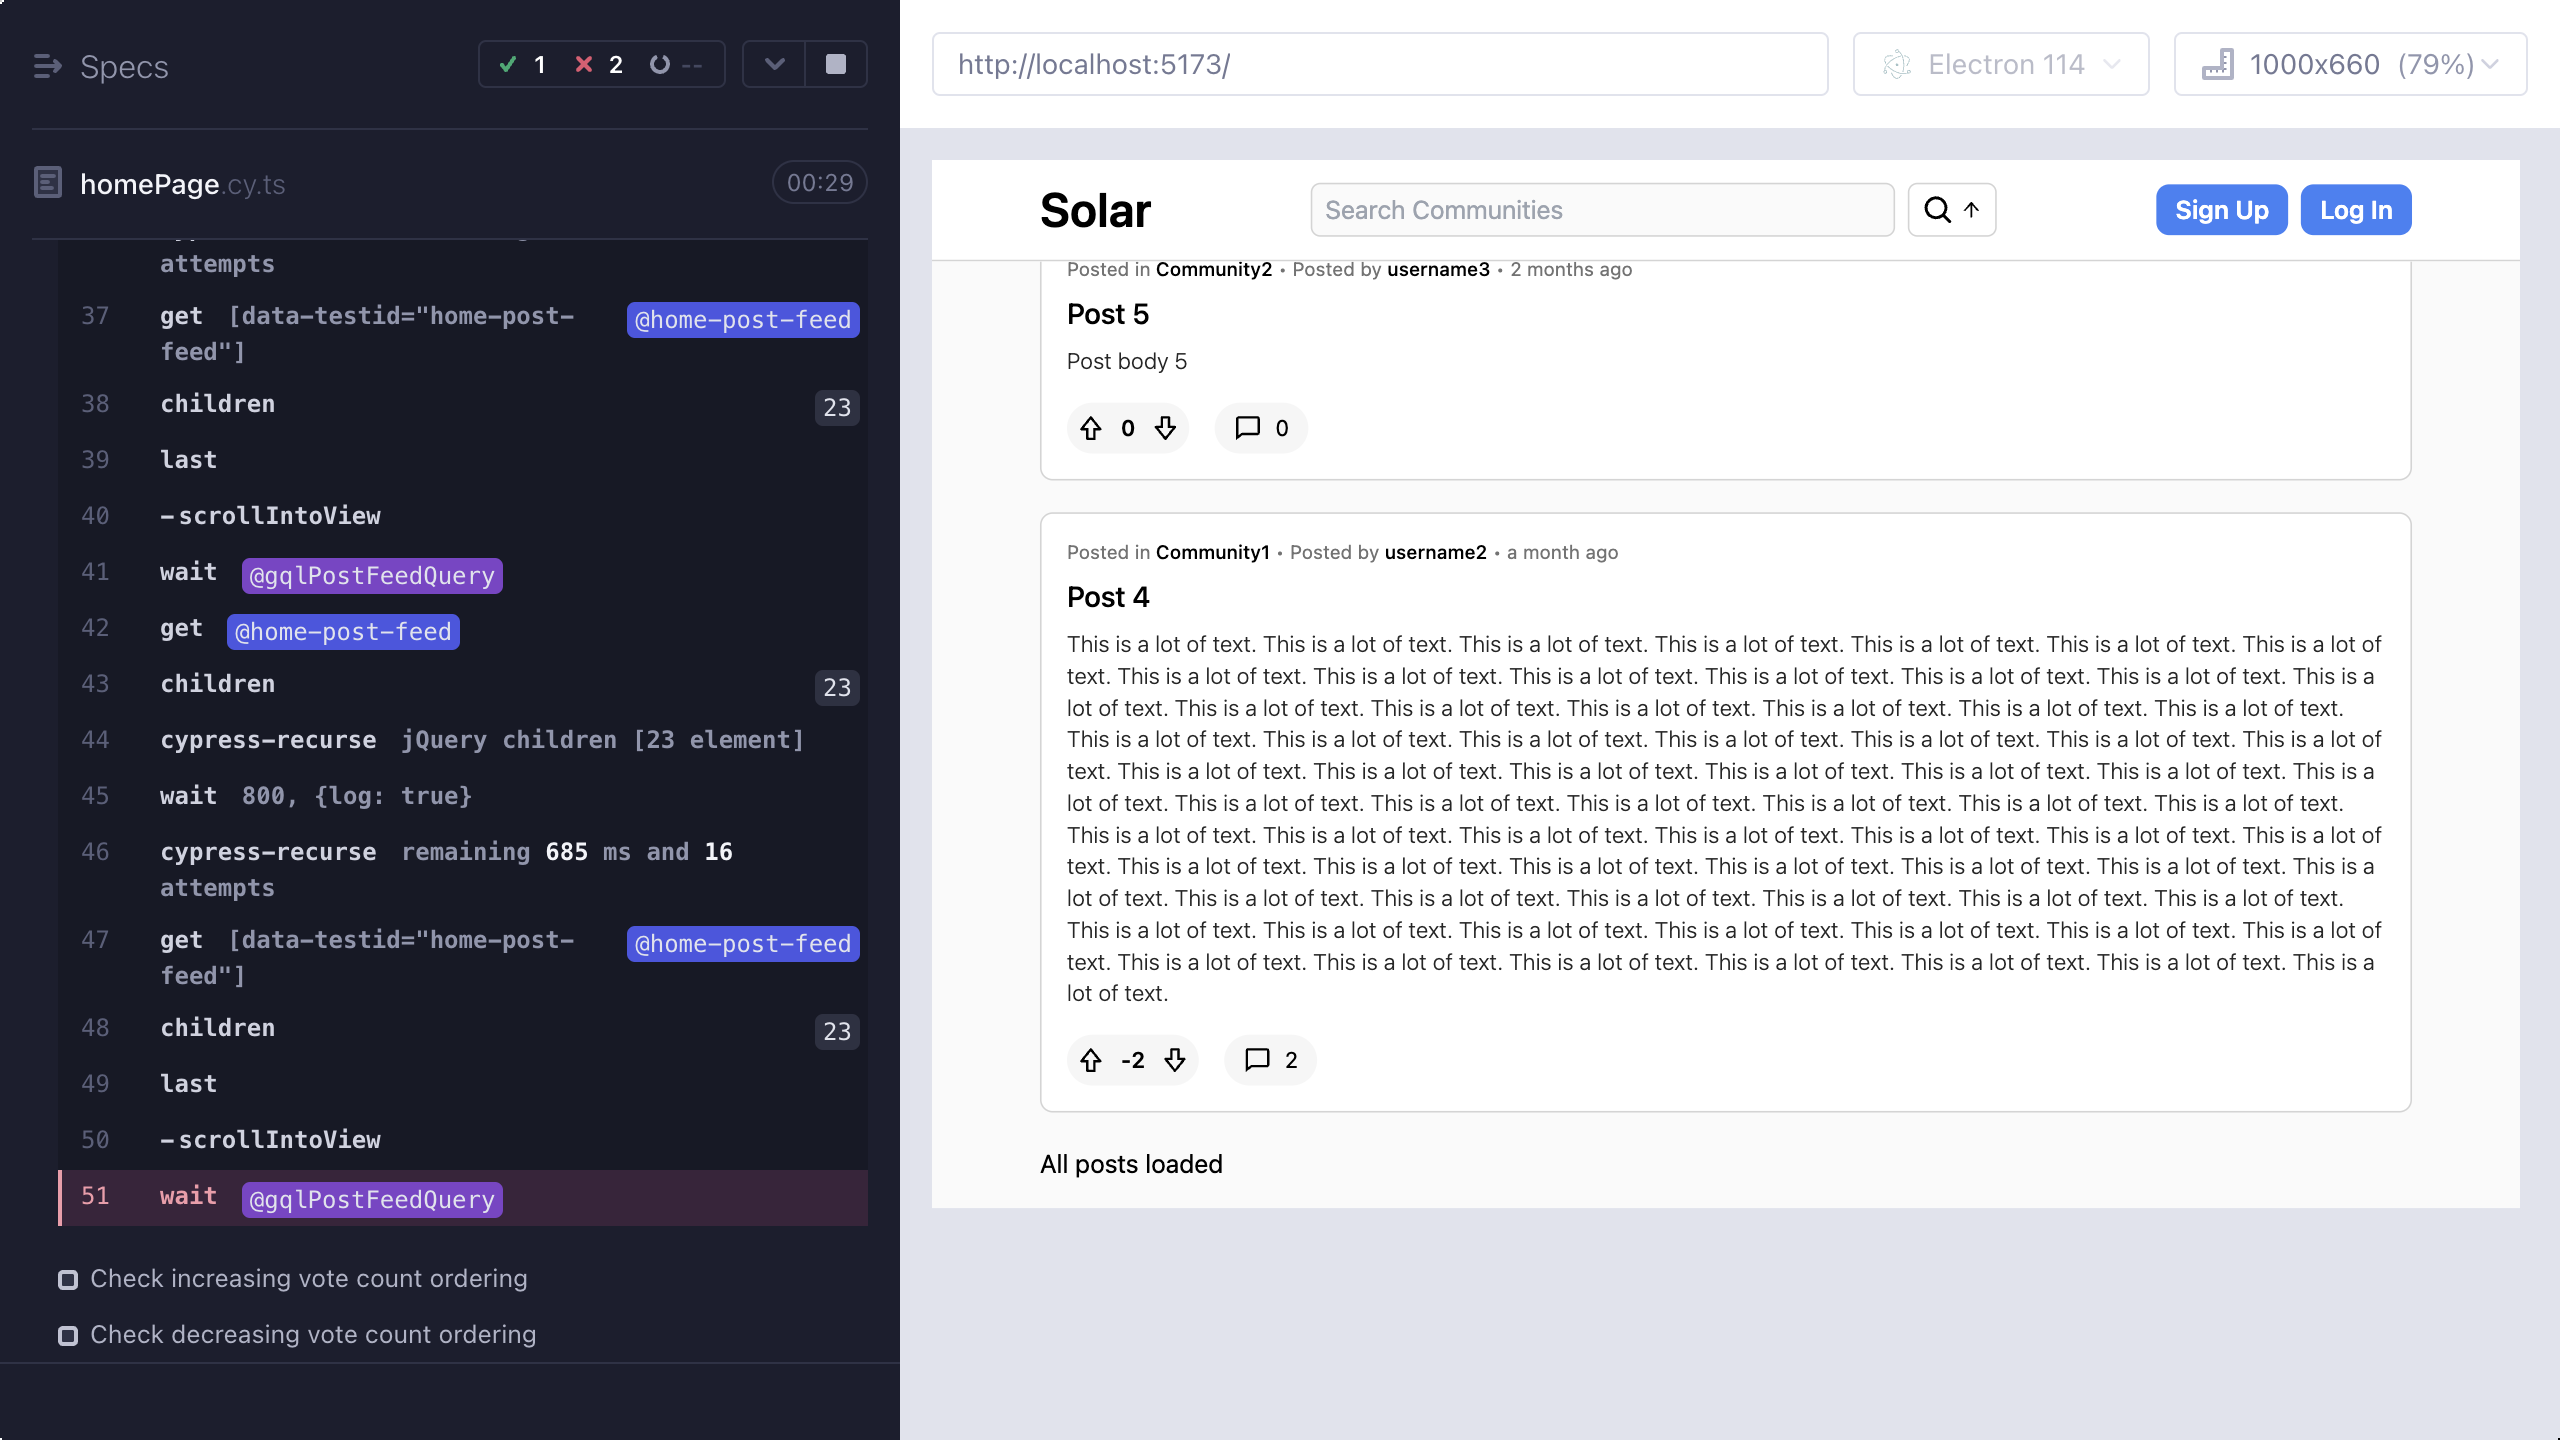 Specs
1
2
--
homePage.cy.ts
00:29
attempts
37 get [data-testid="home-post-
feed"]
@home-post-feed
38 children 23
39 last
40 -scrollIntoView
41 wait @gqlPostFeedQuery
42 get @home-post-feed
43 children 23
44 cypress-recurse jQuery children [23 element]
45 wait 800, {log: true}
46 cypress-recurse remaining 685 ms and 16
attempts
47 get [data-testid="home-post-
feed"]
@home-post-feed
48 children 23
49 last
50 -scrollIntoView
51 wait @gqlPostFeedQuery
Check increasing vote count ordering
Check decreasing vote count ordering
http://localhost:5173/
Electron 114
1000x660 (79%)
Solar
Search Communities
Sign Up
Log In
Posted in Community2 • Posted by username3 • 2 months ago
Post 5
Post body 5
0
0
Posted in Community1 • Posted by username2 • a month ago
Post 4
This is a lot of text. This is a lot of text. This is a lot of text. This is a lot of text. This is a lot of text. This is a lot of text. This is a lot of
text. This is a lot of text. This is a lot of text. This is a lot of text. This is a lot of text. This is a lot of text. This is a lot of text. This is a
lot of text. This is a lot of text. This is a lot of text. This is a lot of text. This is a lot of text. This is a lot of text. This is a lot of text.
This is a lot of text. This is a lot of text. This is a lot of text. This is a lot of text. This is a lot of text. This is a lot of text. This is a lot of
text. This is a lot of text. This is a lot of text. This is a lot of text. This is a lot of text. This is a lot of text. This is a lot of text. This is a
lot of text. This is a lot of text. This is a lot of text. This is a lot of text. This is a lot of text. This is a lot of text. This is a lot of text.
This is a lot of text. This is a lot of text. This is a lot of text. This is a lot of text. This is a lot of text. This is a lot of text. This is a lot of
text. This is a lot of text. This is a lot of text. This is a lot of text. This is a lot of text. This is a lot of text. This is a lot of text. This is a
lot of text. This is a lot of text. This is a lot of text. This is a lot of text. This is a lot of text. This is a lot of text. This is a lot of text.
This is a lot of text. This is a lot of text. This is a lot of text. This is a lot of text. This is a lot of text. This is a lot of text. This is a lot of
text. This is a lot of text. This is a lot of text. This is a lot of text. This is a lot of text. This is a lot of text. This is a lot of text. This is a
lot of text.
-2
2
All posts loaded